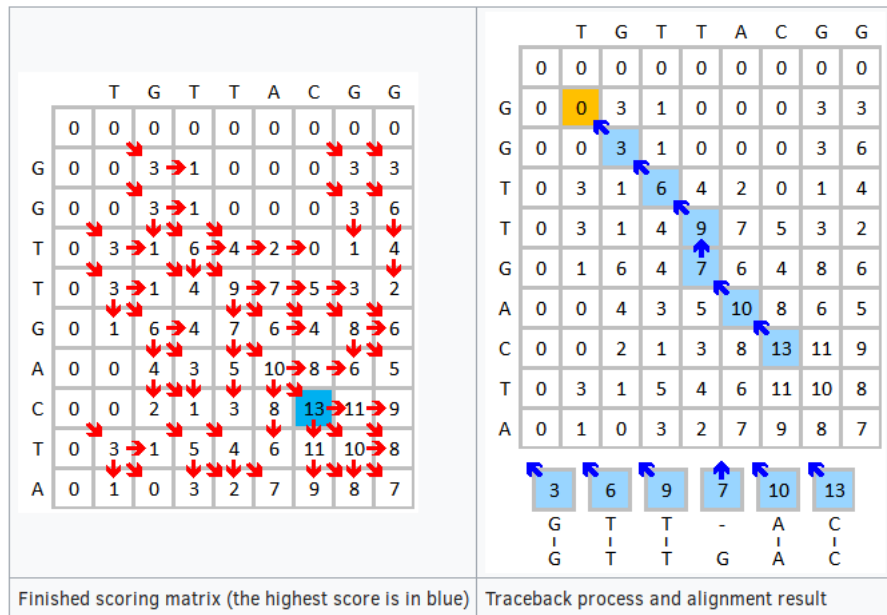 T G T T A C G G
0 0 0 0 0 0 0 0 0
G 0 0 3 1 0 0 0 3 3
G 0 0 3 1 0 0 0 3 6
T 0 3 1 6 4 2 0 1 4
T 0 3 1 4 9 7 5 3 2
G 0 1 6 4 7 6 4 8 6
A 0 0 4 3 5 10 8 6 5
C 0 0 2 1 3 8 13 11 9
T 0 3 1 5 4 6 11 10 8
A 0 1 0 3 2 7 9 8 7
Finished scoring matrix (the highest score is in blue)
T G T T A C G G
0 0 0 0 0 0 0 0 0
G 0 0 3 1 0 0 0 3 3
G 0 0 3 1 0 0 0 3 6
T 0 3 1 6 4 2 0 1 4
T 0 3 1 4 9 7 5 3 2
G 0 1 6 4 7 6 4 8 6
A 0 0 4 3 5 10 8 6 5
C 0 0 2 1 3 8 13 11 9
T 0 3 1 5 4 6 11 10 8
A 0 1 0 3 2 7 9 8 7
3 6 9 7 10 13
G T T - A C
G T T G A C
Traceback process and alignment result